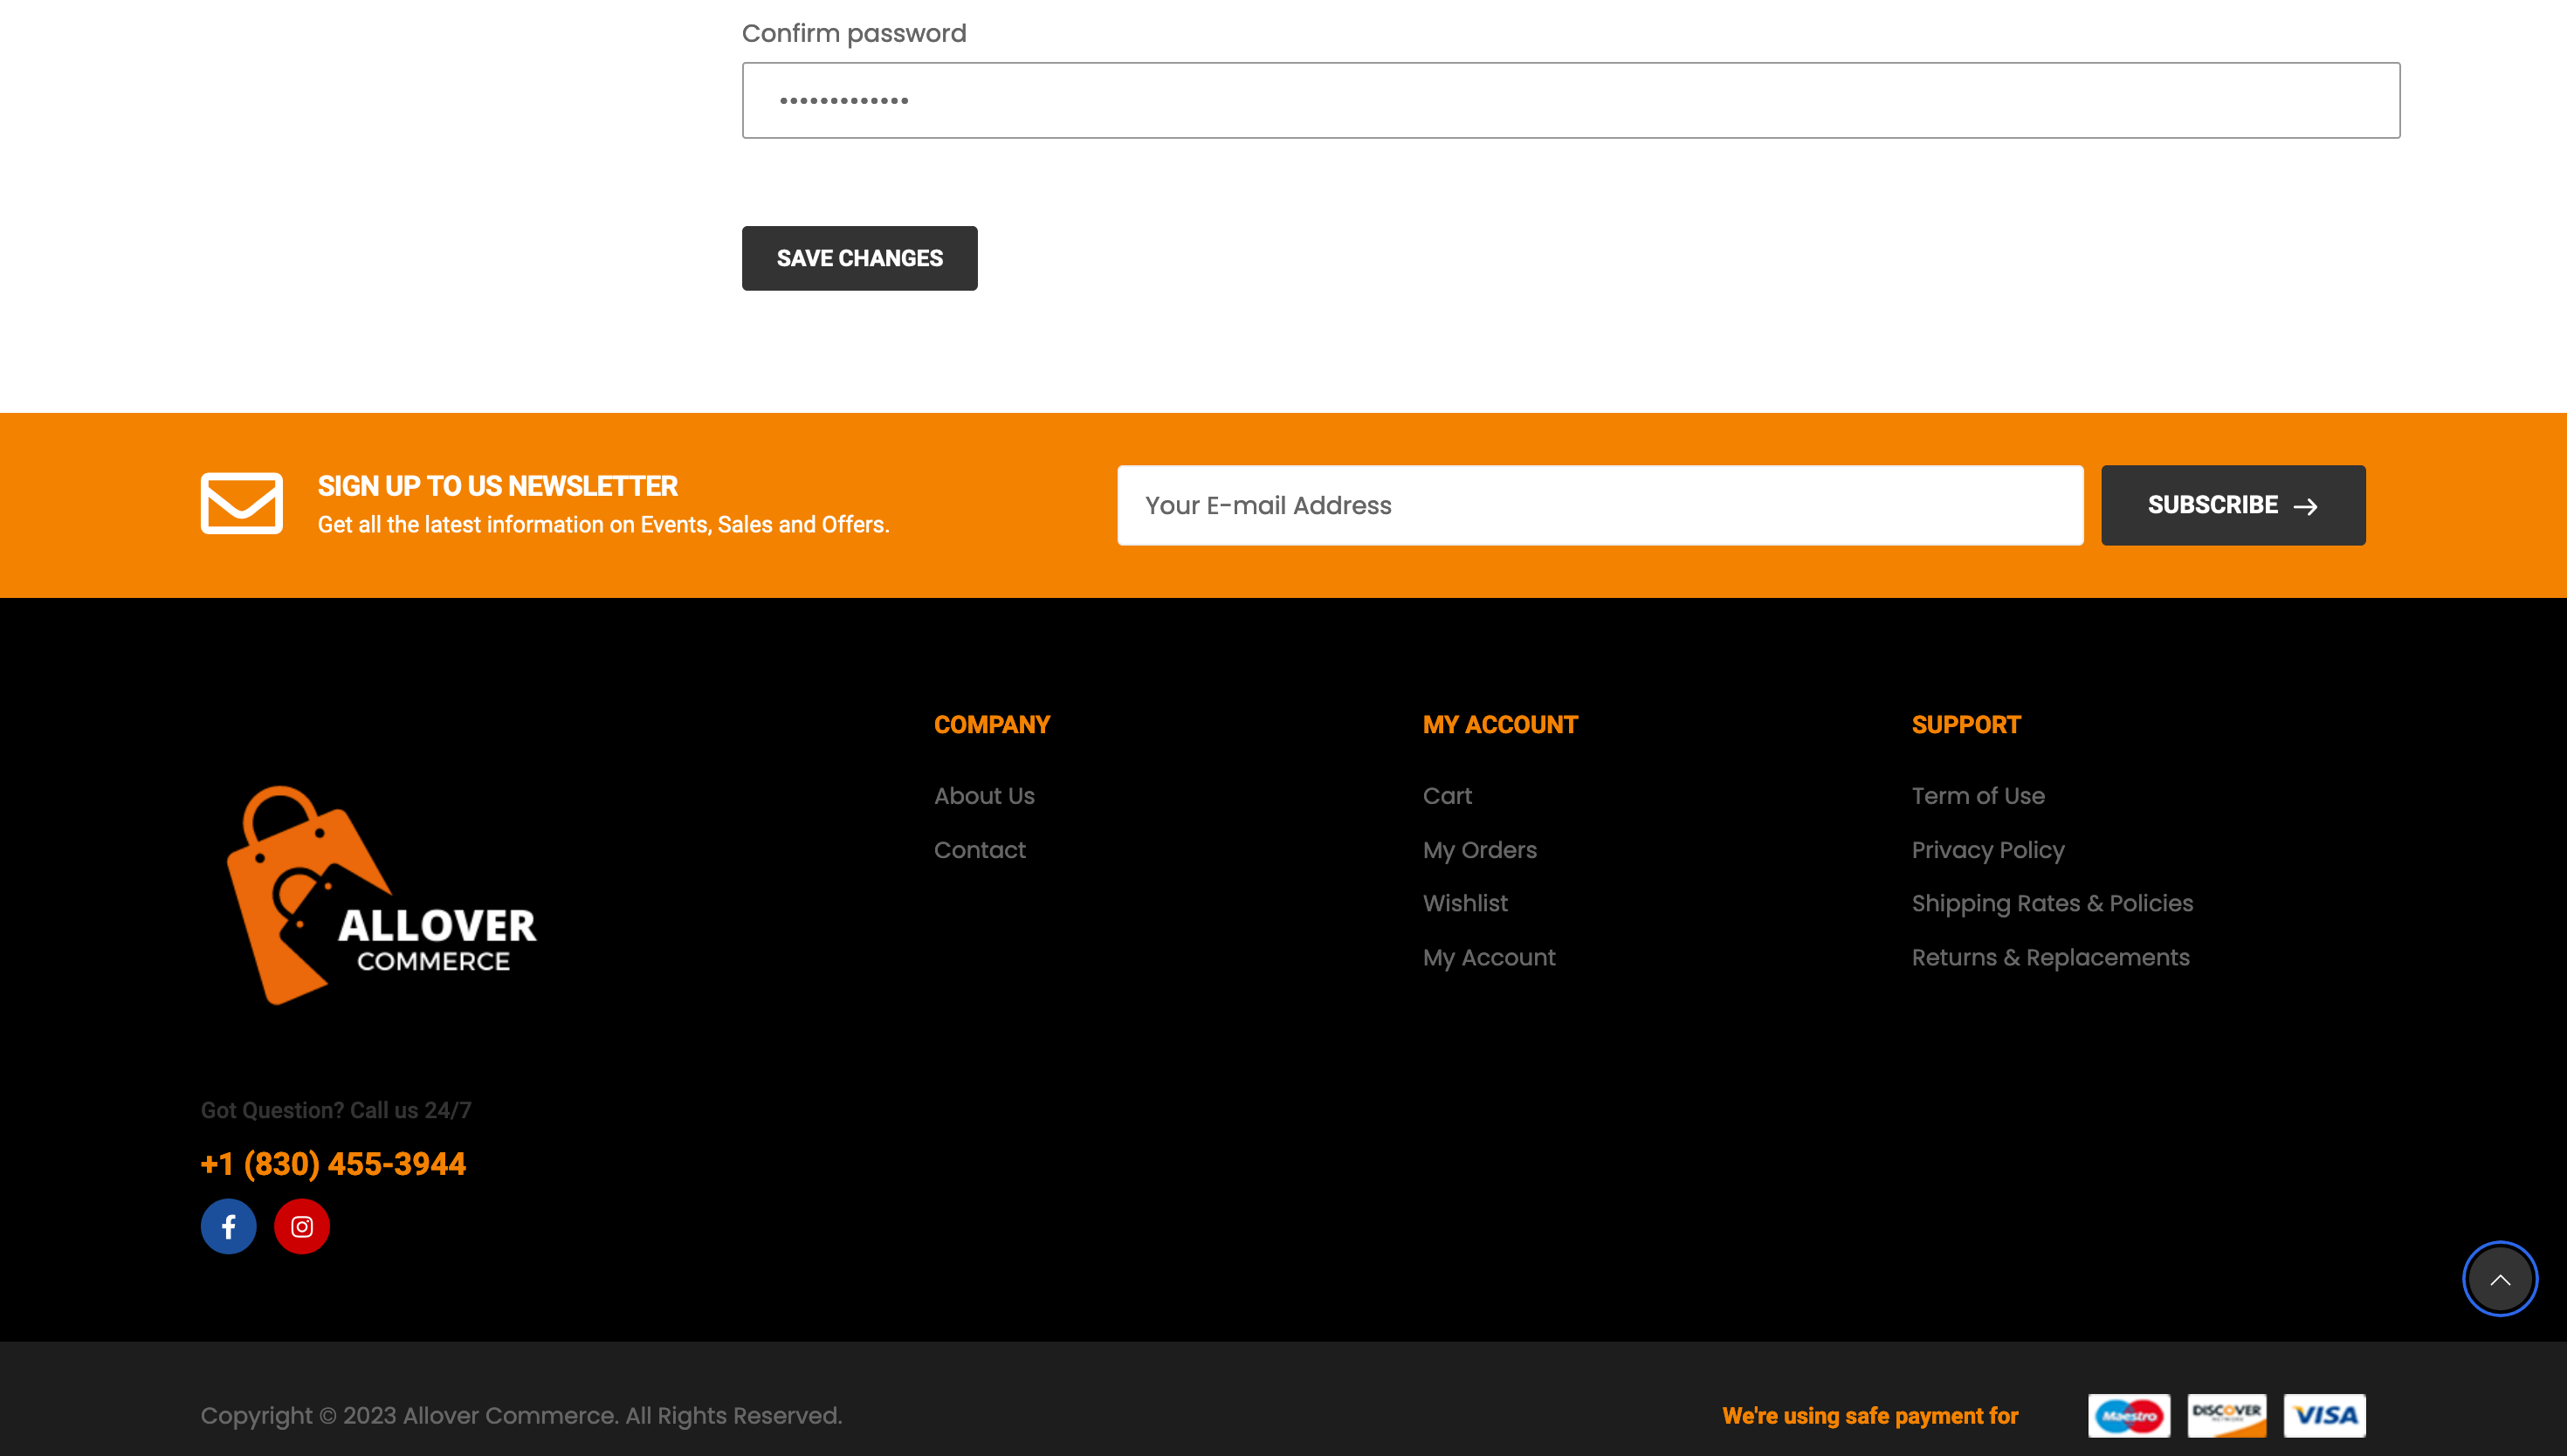 Confirm password
•••••••••••••
SAVE CHANGES
SIGN UP TO US NEWSLETTER
Get all the latest information on Events, Sales and Offers.
Your E-mail Address
SUBSCRIBE →
COMPANY
About Us
Contact
MY ACCOUNT
Cart
My Orders
Wishlist
My Account
SUPPORT
Term of Use
Privacy Policy
Shipping Rates & Policies
Returns & Replacements
ALLOVER
COMMERCE
Got Question? Call us 24/7
+1 (830) 455-3944
Copyright © 2023 Allover Commerce. All Rights Reserved.
We're using safe payment for
Maestro
DISCOVER
VISA